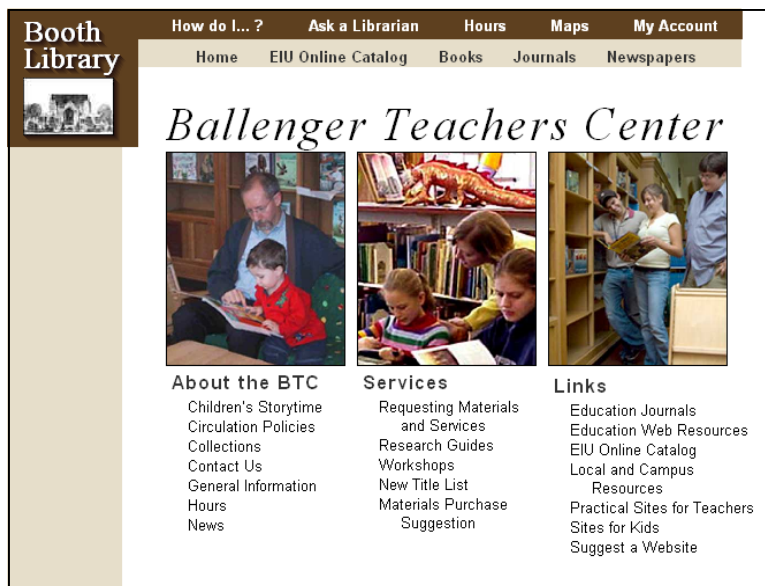 Booth
Library
How do I... ? Ask a Librarian Hours Maps My Account
Home EIU Online Catalog Books Journals Newspapers
Ballenger Teachers Center
About the BTC
Children's Storytime
Circulation Policies
Collections
Contact Us
General Information
Hours
News
Services
Requesting Materials
and Services
Research Guides
Workshops
New Title List
Materials Purchase
Suggestion
Links
Education Journals
Education Web Resources
EIU Online Catalog
Local and Campus
Resources
Practical Sites for Teachers
Sites for Kids
Suggest a Website